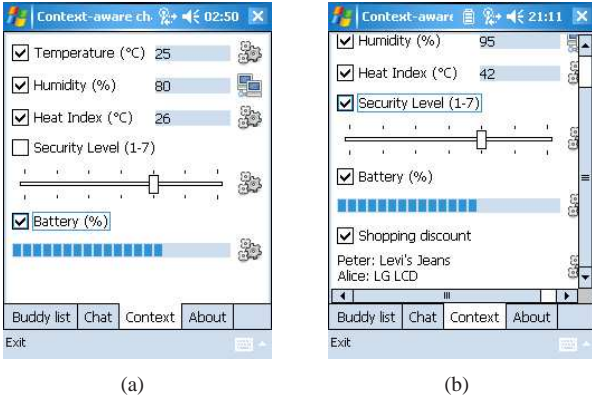 Context-aware ch 02:50
Temperature (°C) 25
Humidity (%) 80
Heat Index (°C) 26
Security Level (1-7)
Battery (%)
Buddy list Chat Context About
Exit
(a)
Context-aware 21:11
Humidity (%) 95
Heat Index (°C) 42
Security Level (1-7)
Battery (%)
Shopping discount
Peter: Levi's Jeans
Alice: LG LCD
Buddy list Chat Context About
Exit
(b)